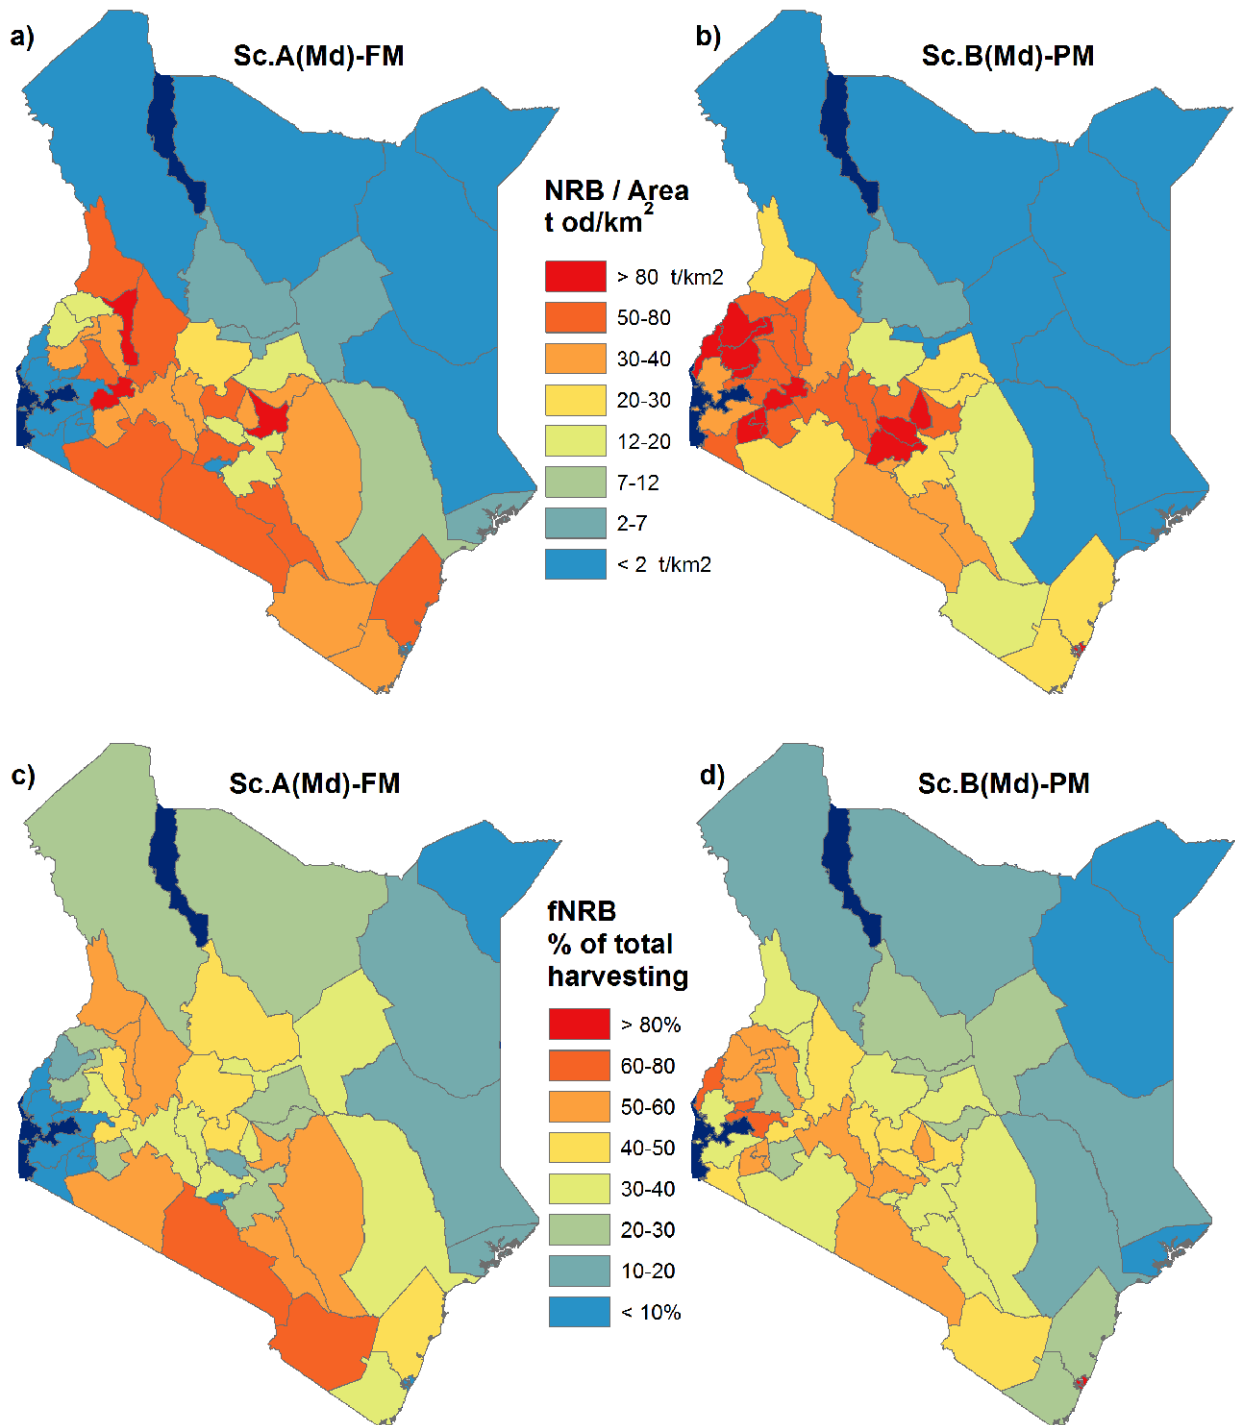 a)
Sc.A(Md)-FM
b)
Sc.B(Md)-PM
NRB / Area
t od/km²
> 80 t/km2
50-80
30-40
20-30
12-20
7-12
2-7
< 2 t/km2
c)
Sc.A(Md)-FM
d)
Sc.B(Md)-PM
fNRB
% of total
harvesting
> 80%
60-80
50-60
40-50
30-40
20-30
10-20
< 10%